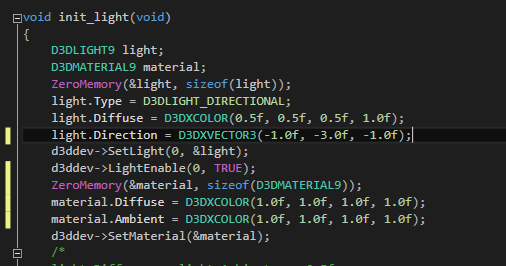 void init_light(void)
{
D3DLIGHT9 light;
D3DMATERIAL9 material;
ZeroMemory(&light, sizeof(light));
light.Type = D3DLIGHT_DIRECTIONAL;
light.Diffuse = D3DXCOLOR(0.5f, 0.5f, 0.5f, 1.0f);
light.Direction = D3DXVECTOR3(-1.0f, -3.0f, -1.0f);
d3ddev->SetLight(0, &light);
d3ddev->LightEnable(0, TRUE);
ZeroMemory(&material, sizeof(D3DMATERIAL9));
material.Diffuse = D3DXCOLOR(1.0f, 1.0f, 1.0f, 1.0f);
material.Ambient = D3DXCOLOR(1.0f, 1.0f, 1.0f, 1.0f);
d3ddev->SetMaterial(&material);
/*